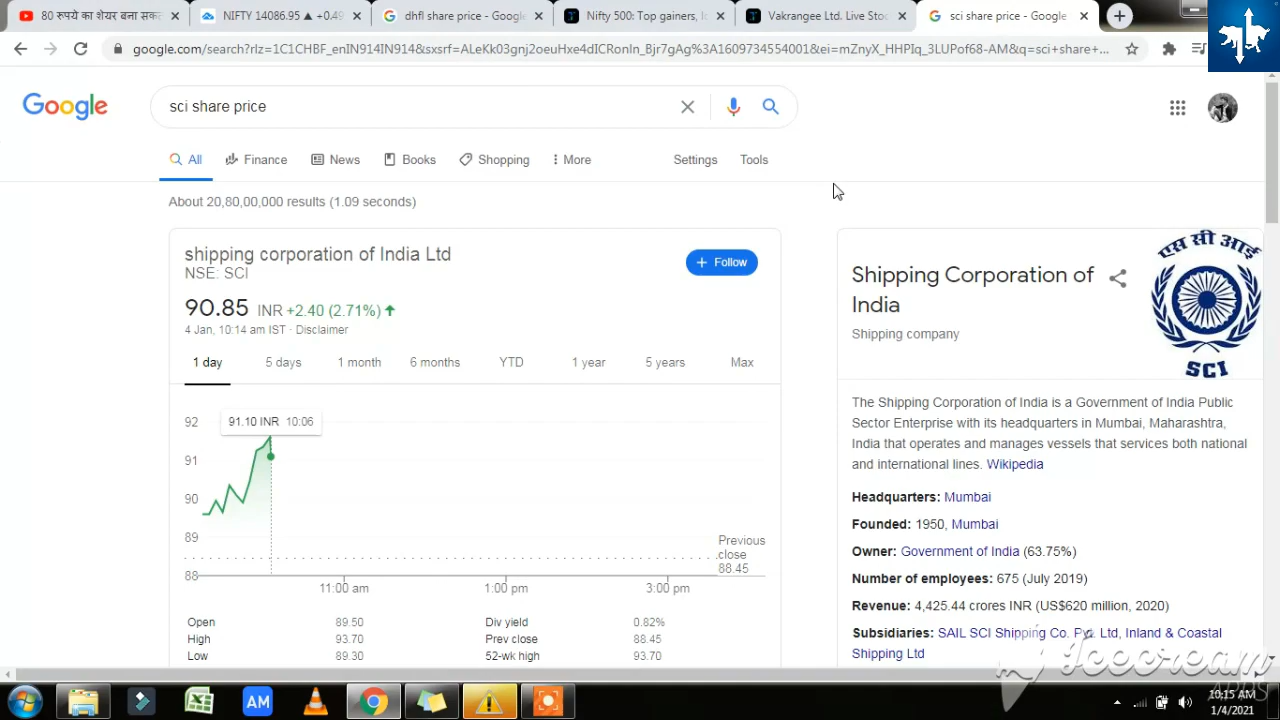 80 रूपये का शेयर बना सकत
NIFTY 14086.95 ▲ +0.49
dhfl share price - Google
Nifty 500: Top gainers, l
Vakrangee Ltd. Live Stoc
sci share price - Google
google.com/search?rlz=1C1CHBF_enIN914IN914&sxsrf=ALeKk03gnj2oeuHxe4dICRonIn_Bjr7gAg%3A1609734554001&ei=mZnyX_HHPIq_3LUPof68-AM&q=sci+share+...
Google
sci share price
All
Finance
News
Books
Shopping
More
Settings
Tools
About 20,80,00,000 results (1.09 seconds)
shipping corporation of India Ltd
NSE: SCI
+ Follow
90.85 INR +2.40 (2.71%)
4 Jan, 10:14 am IST · Disclaimer
1 day
5 days
1 month
6 months
YTD
1 year
5 years
Max
92
91.10 INR 10:06
91
90
89
88
Previous
close
88.45
11:00 am
1:00 pm
3:00 pm
Open 89.50
Div yield 0.82%
High 93.70
Prev close 88.45
Low 89.30
52-wk high 93.70
Shipping Corporation of
India
Shipping company
एस सी आई
SCI
The Shipping Corporation of India is a Government of India Public
Sector Enterprise with its headquarters in Mumbai, Maharashtra,
India that operates and manages vessels that services both national
and international lines. Wikipedia
Headquarters: Mumbai
Founded: 1950, Mumbai
Owner: Government of India (63.75%)
Number of employees: 675 (July 2019)
Revenue: 4,425.44 crores INR (US$620 million, 2020)
Subsidiaries: SAIL SCI Shipping Co. Pvt. Ltd, Inland & Coastal
Shipping Ltd
Icecream
APPS
AM
10:15 AM
1/4/2021